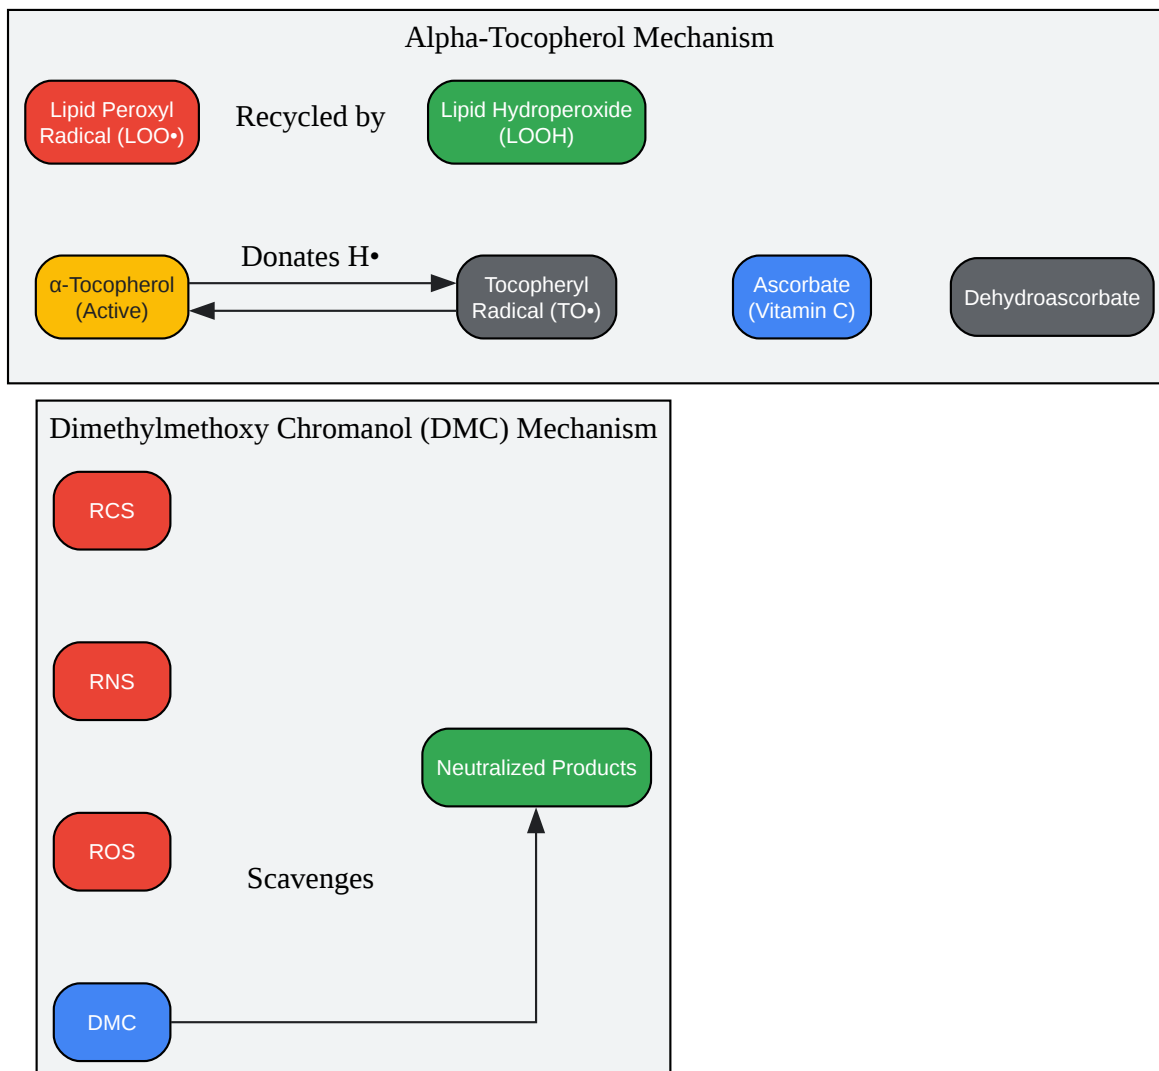 Alpha-Tocopherol Mechanism
Lipid Peroxyl
Radical (LOO•)
Recycled by
Lipid Hydroperoxide
(LOOH)
α-Tocopherol
(Active)
Donates H•
Tocopheryl
Radical (TO•)
Ascorbate
(Vitamin C)
Dehydroascorbate
Dimethylmethoxy Chromanol (DMC) Mechanism
RCS
RNS
Neutralized Products
ROS
Scavenges
DMC